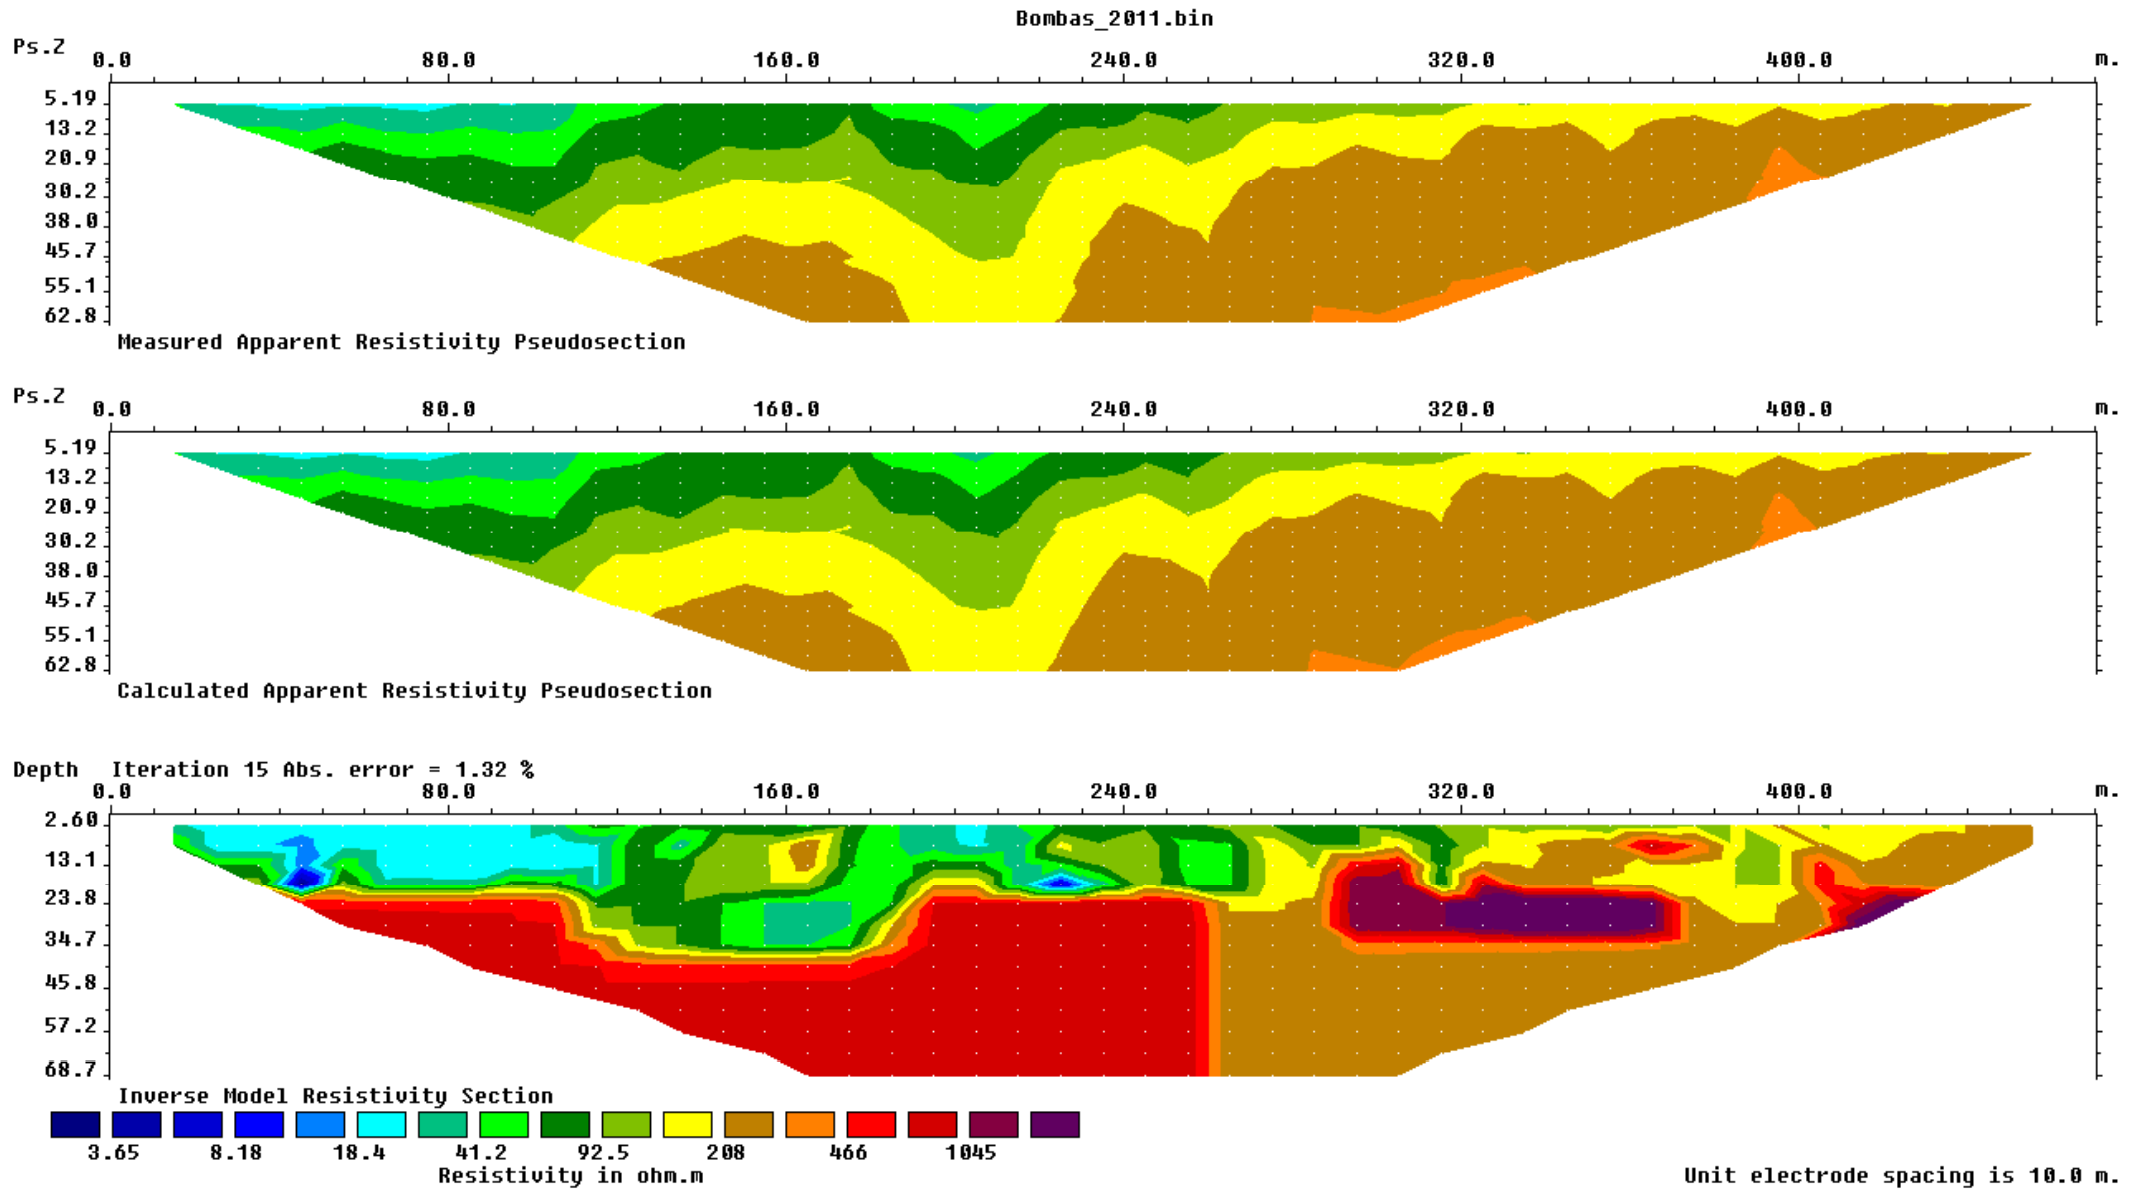 Bombas_2011.bin
Ps.Z
0.0 80.0 160.0 240.0 320.0 400.0 m.
5.19
13.2
20.9
30.2
38.0
45.7
55.1
62.8
Measured Apparent Resistivity Pseudosection
Ps.Z
0.0 80.0 160.0 240.0 320.0 400.0 m.
5.19
13.2
20.9
30.2
38.0
45.7
55.1
62.8
Calculated Apparent Resistivity Pseudosection
Depth Iteration 15 Abs. error = 1.32 %
0.0 80.0 160.0 240.0 320.0 400.0 m.
2.60
13.1
23.8
34.7
45.8
57.2
68.7
Inverse Model Resistivity Section
3.65 8.18 18.4 41.2 92.5 208 466 1045
Resistivity in ohm.m
Unit electrode spacing is 10.0 m.